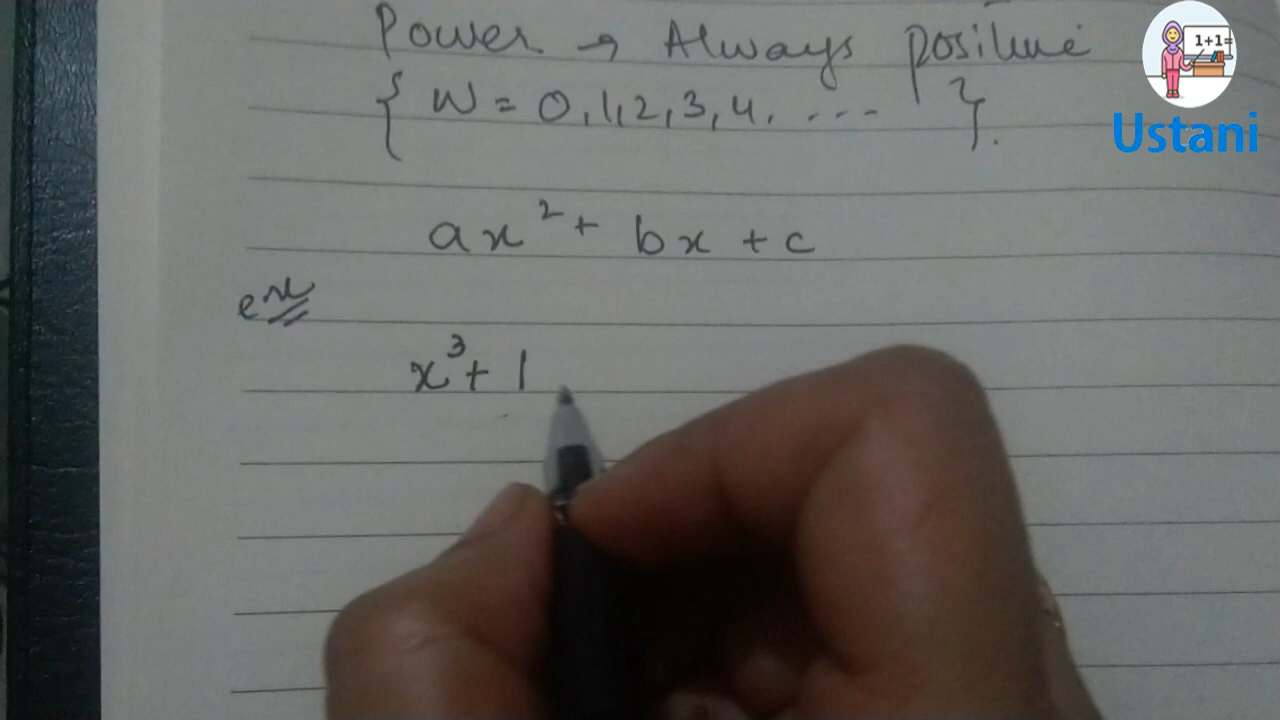 Power → Always positive
{ W = 0, 1, 2, 3, 4, ---- }.
1+1=
Ustani
ax² + bx + c
ex
x³ + 1